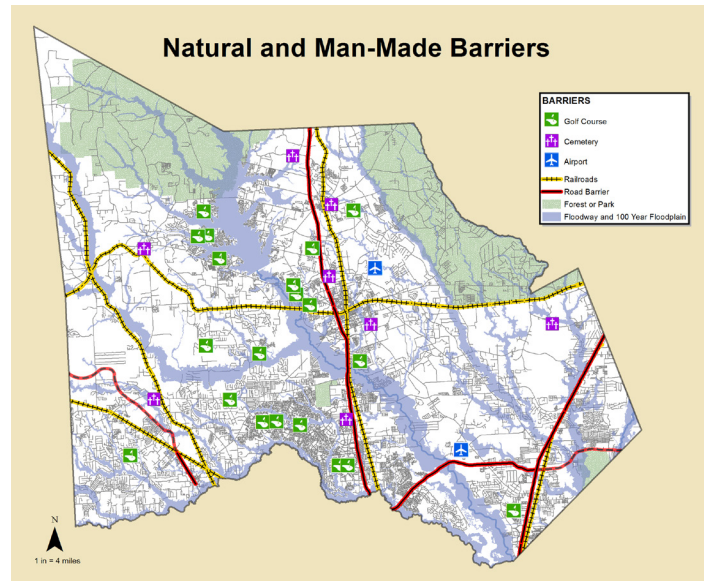 Natural and Man-Made Barriers
BARRIERS
Golf Course
Cemetery
Airport
Railroads
Road Barrier
Forest or Park
Floodway and 100 Year Floodplain
N
1 in = 4 miles